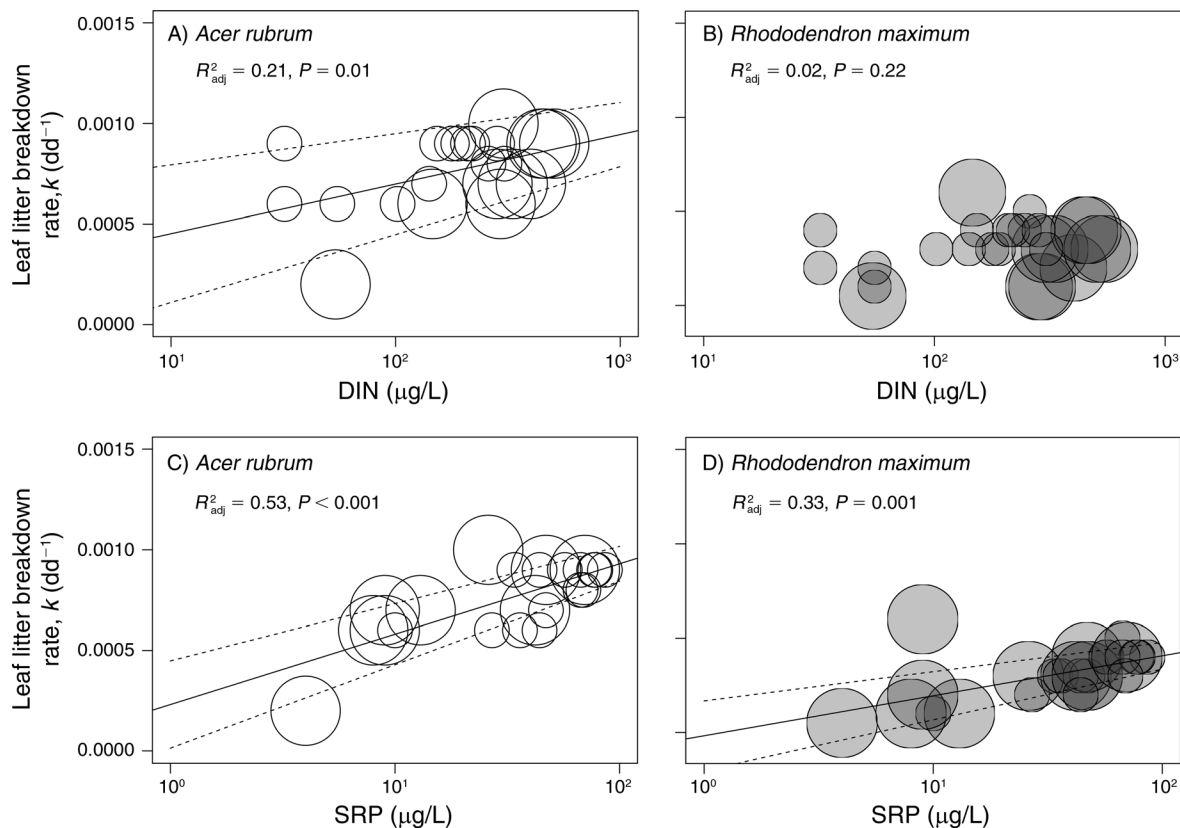 A) Acer rubrum
R²adj = 0.21, P = 0.01
Leaf litter breakdown
rate,k (dd⁻¹)
0.0015
0.0010
0.0005
0.0000
10¹ 10² 10³
DIN (µg/L)
B) Rhododendron maximum
R²adj = 0.02, P = 0.22
10¹ 10² 10³
DIN (µg/L)
C) Acer rubrum
R²adj = 0.53, P < 0.001
Leaf litter breakdown
rate, k (dd⁻¹)
0.0015
0.0010
0.0005
0.0000
10⁰ 10¹ 10²
SRP (µg/L)
D) Rhododendron maximum
R²adj = 0.33, P = 0.001
10⁰ 10¹ 10²
SRP (µg/L)